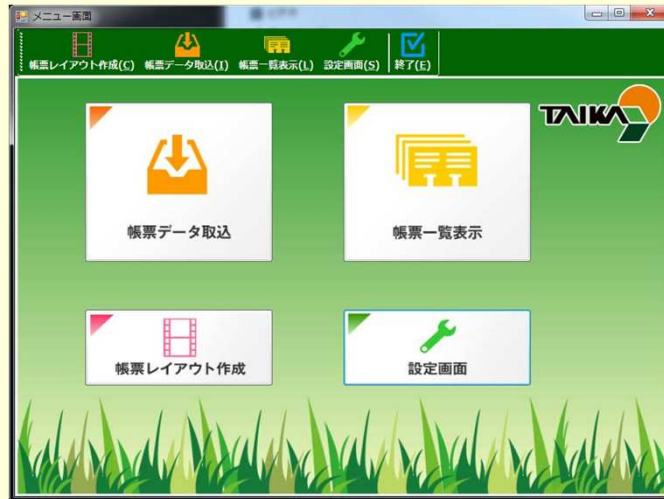 メニュー画面
帳票レイアウト作成(C) 帳票データ取込(I) 帳票一覧表示(L) 設定画面(S) 終了(E)
TAIKA
帳票データ取込
帳票一覧表示
帳票レイアウト作成
設定画面